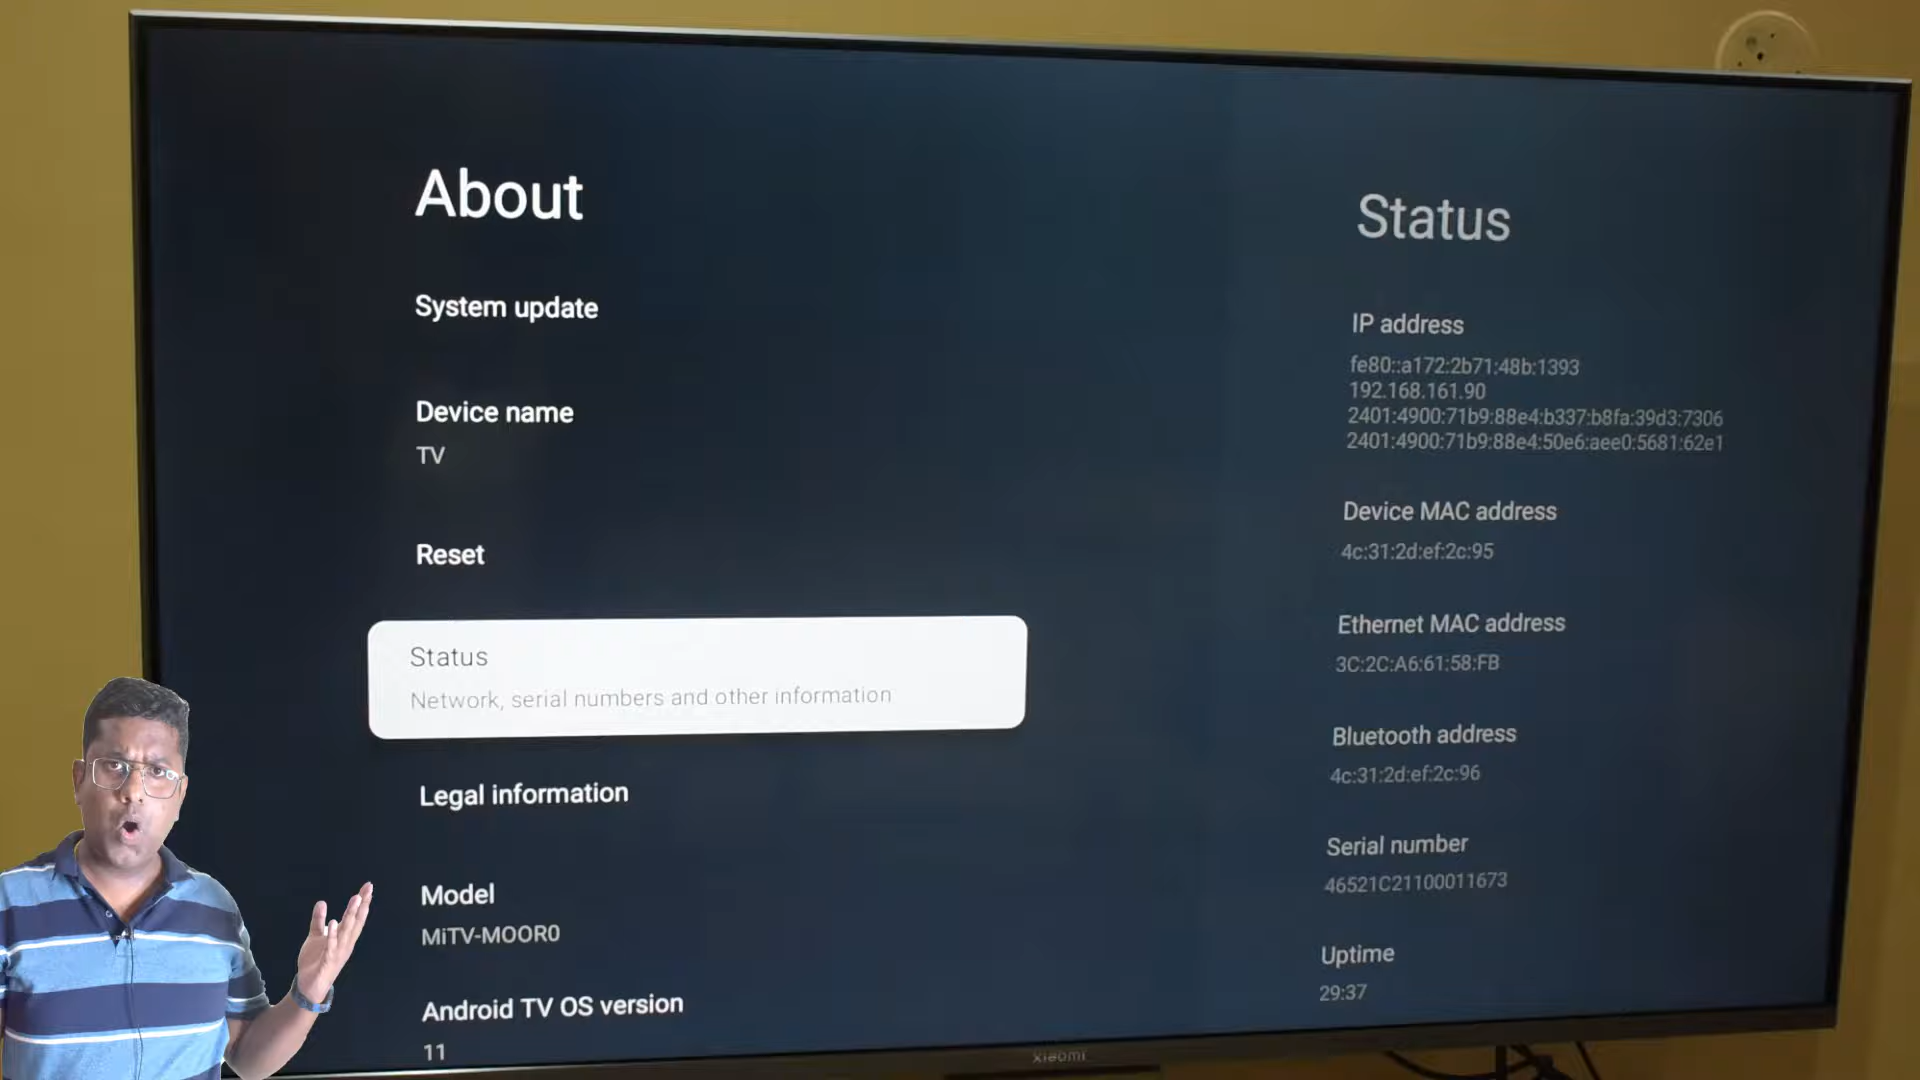 About
System update
Device name
TV
Reset
Status
Network, serial numbers and other information
Legal information
Model
MiTV-MOOR0
Android TV OS version
11
Status
IP address
fe80::a172:2b71:48b:1393
192.168.161.90
2401:4900:71b9:88e4:b337:b8fa:39d3:7306
2401:4900:71b9:88e4:50e6:aee0:5681:62e1
Device MAC address
4c:31:2d:ef:2c:95
Ethernet MAC address
3C:2C:A6:61:58:FB
Bluetooth address
4c:31:2d:ef:2c:96
Serial number
46521C21100011673
Uptime
29:37
xiaomi